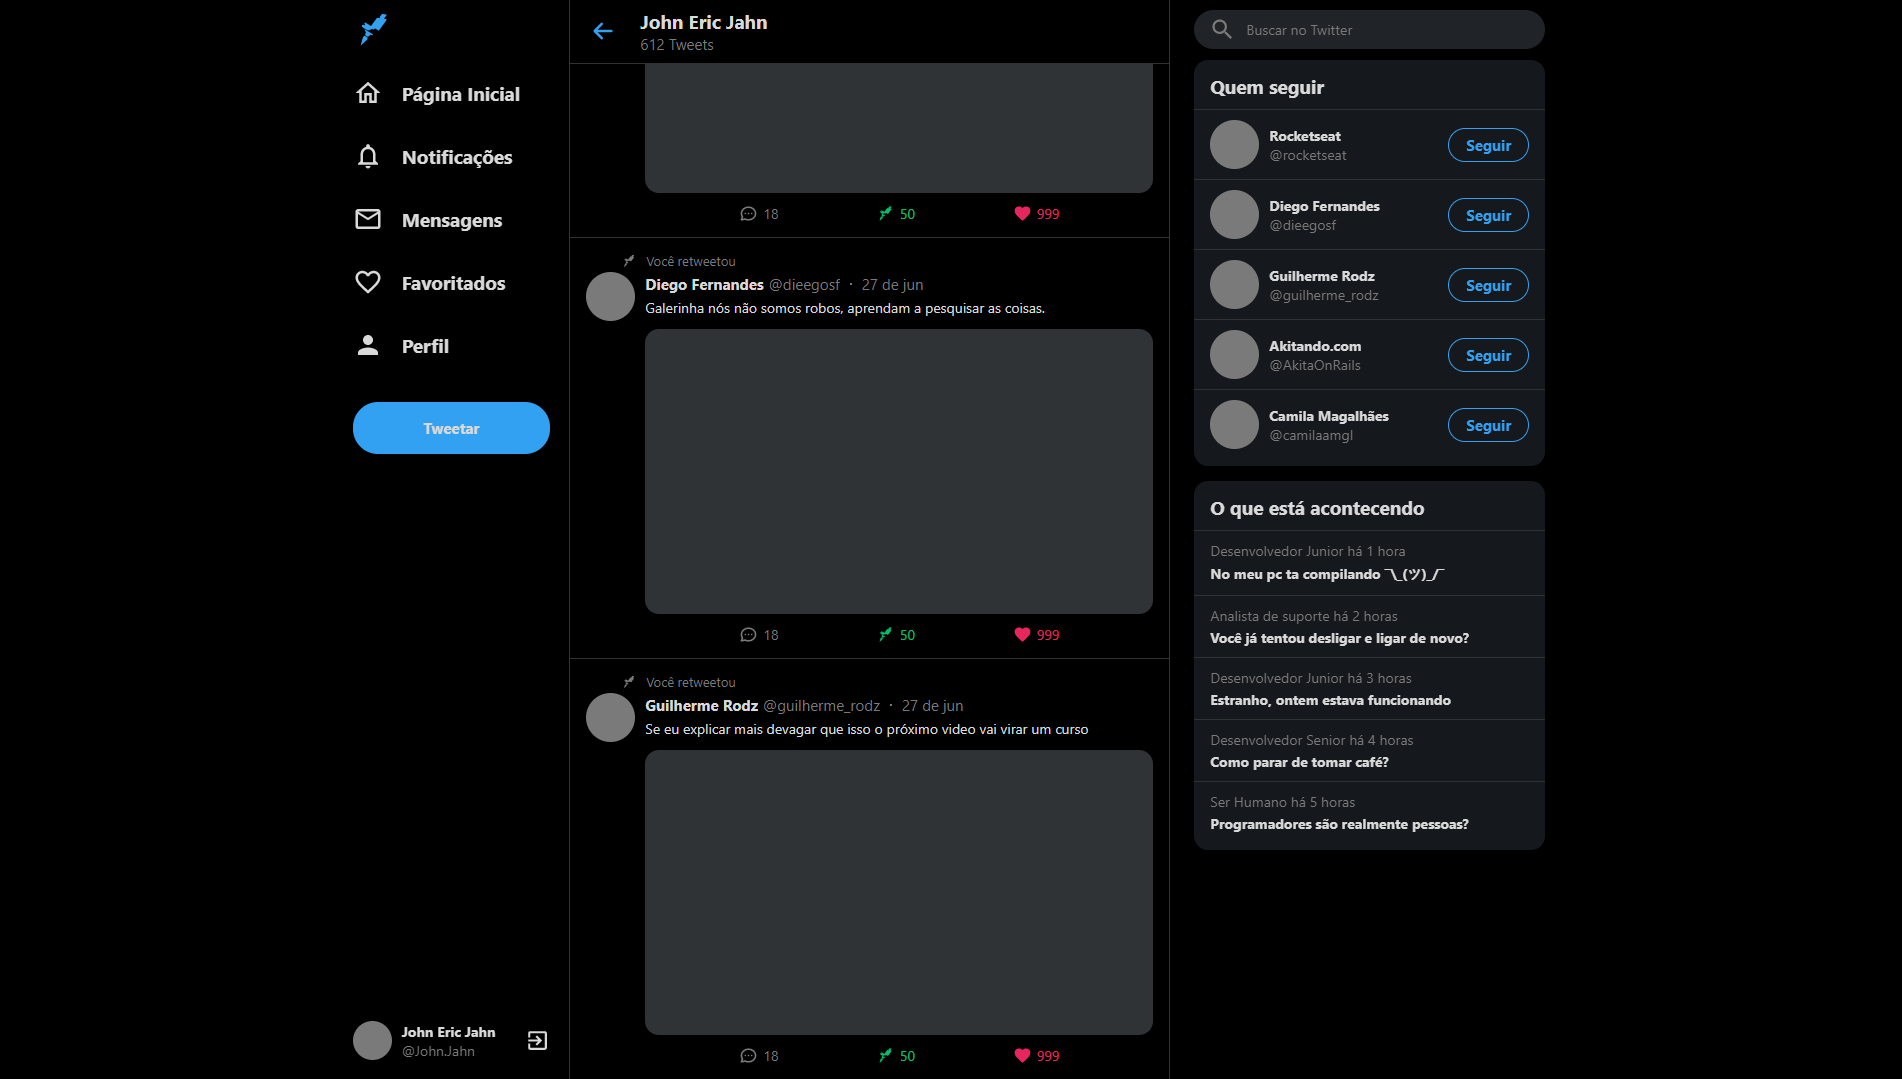 Página Inicial
Notificações
Mensagens
Favoritados
Perfil
Tweetar
John Eric Jahn
@John.Jahn
John Eric Jahn
612 Tweets
18 50 999
Você retweetou
Diego Fernandes @dieegosf · 27 de jun
Galerinha nós não somos robos, aprendam a pesquisar as coisas.
18 50 999
Você retweetou
Guilherme Rodz @guilherme_rodz · 27 de jun
Se eu explicar mais devagar que isso o próximo video vai virar um curso
18 50 999
Buscar no Twitter
Quem seguir
Rocketseat
@rocketseat
Seguir
Diego Fernandes
@dieegosf
Seguir
Guilherme Rodz
@guilherme_rodz
Seguir
Akitando.com
@AkitaOnRails
Seguir
Camila Magalhães
@camilaamgl
Seguir
O que está acontecendo
Desenvolvedor Junior há 1 hora
No meu pc ta compilando ¯\_(ツ)_/¯
Analista de suporte há 2 horas
Você já tentou desligar e ligar de novo?
Desenvolvedor Junior há 3 horas
Estranho, ontem estava funcionando
Desenvolvedor Senior há 4 horas
Como parar de tomar café?
Ser Humano há 5 horas
Programadores são realmente pessoas?